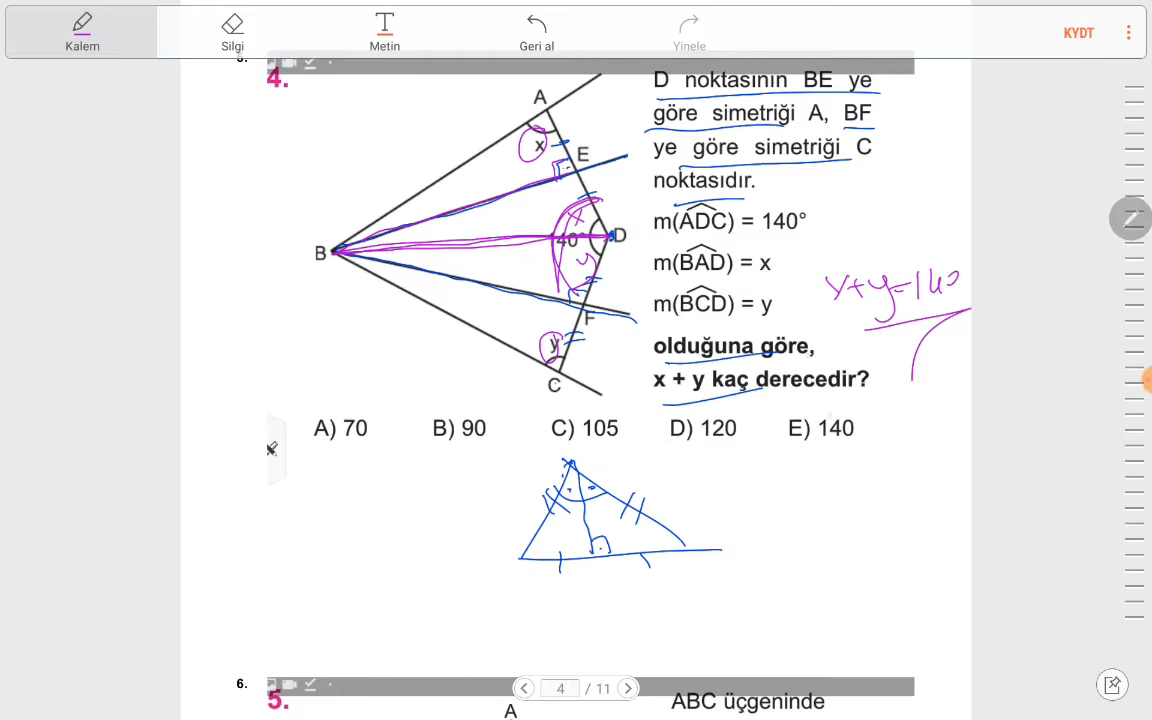 Kalem
Silgi
Metin
Geri al
Yinele
KYDT
4.
D noktasının BE ye
göre simetriği A, BF
ye göre simetriği C
noktasıdır.
m(ADC) = 140°
m(BAD) = x
m(BCD) = y
olduğuna göre,
x + y kaç derecedir?
A
x
E
B
x
140°
D
y
F
y
C
x+y=140
A) 70 B) 90 C) 105 D) 120 E) 140
6.
4 / 11
5.
A
ABC üçgeninde